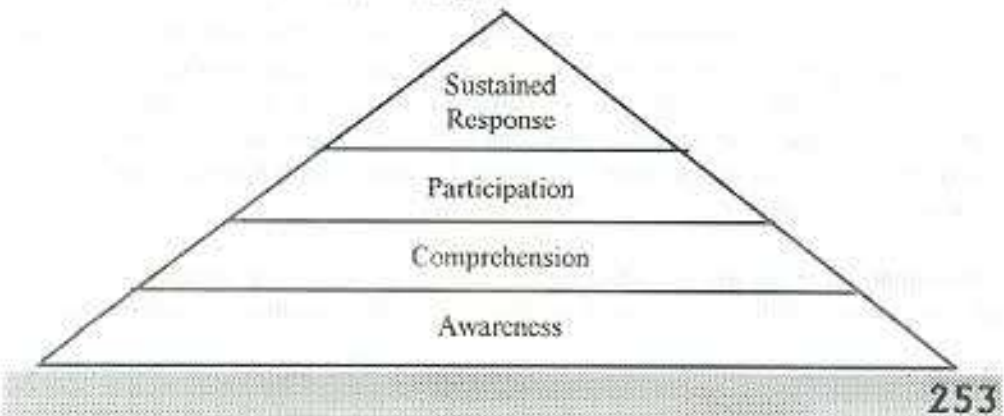 Sustained
Response
Participation
Comprehension
Awareness
253